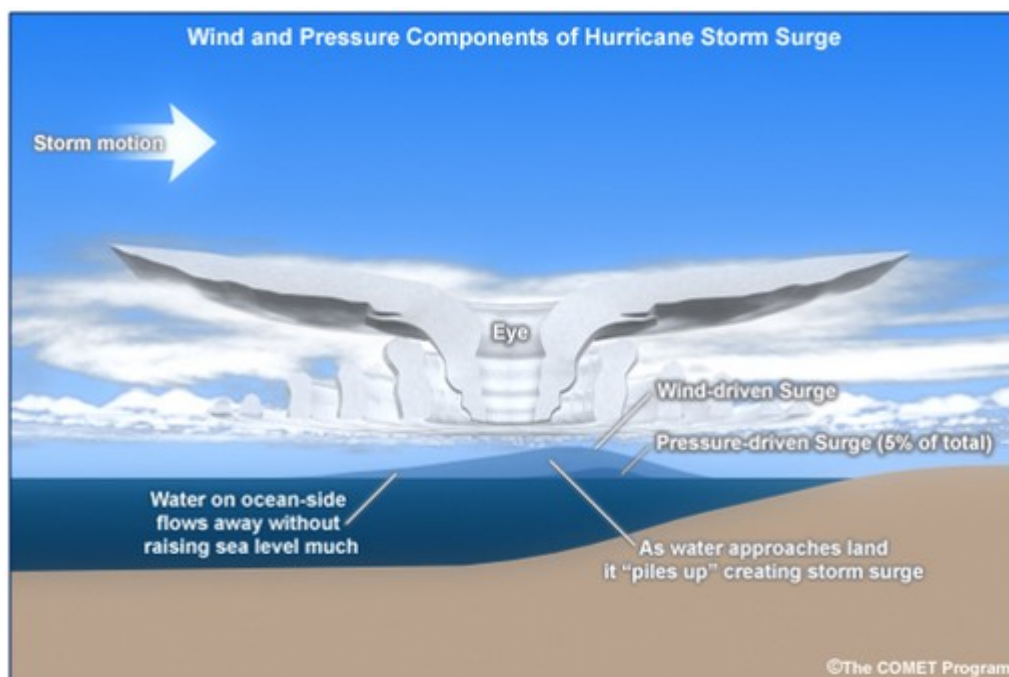 Wind and Pressure Components of Hurricane Storm Surge
Storm motion
Eye
Wind-driven Surge
Pressure-driven Surge (5% of total)
Water on ocean-side
flows away without
raising sea level much
As water approaches land
it “piles up” creating storm surge
©The COMET Program